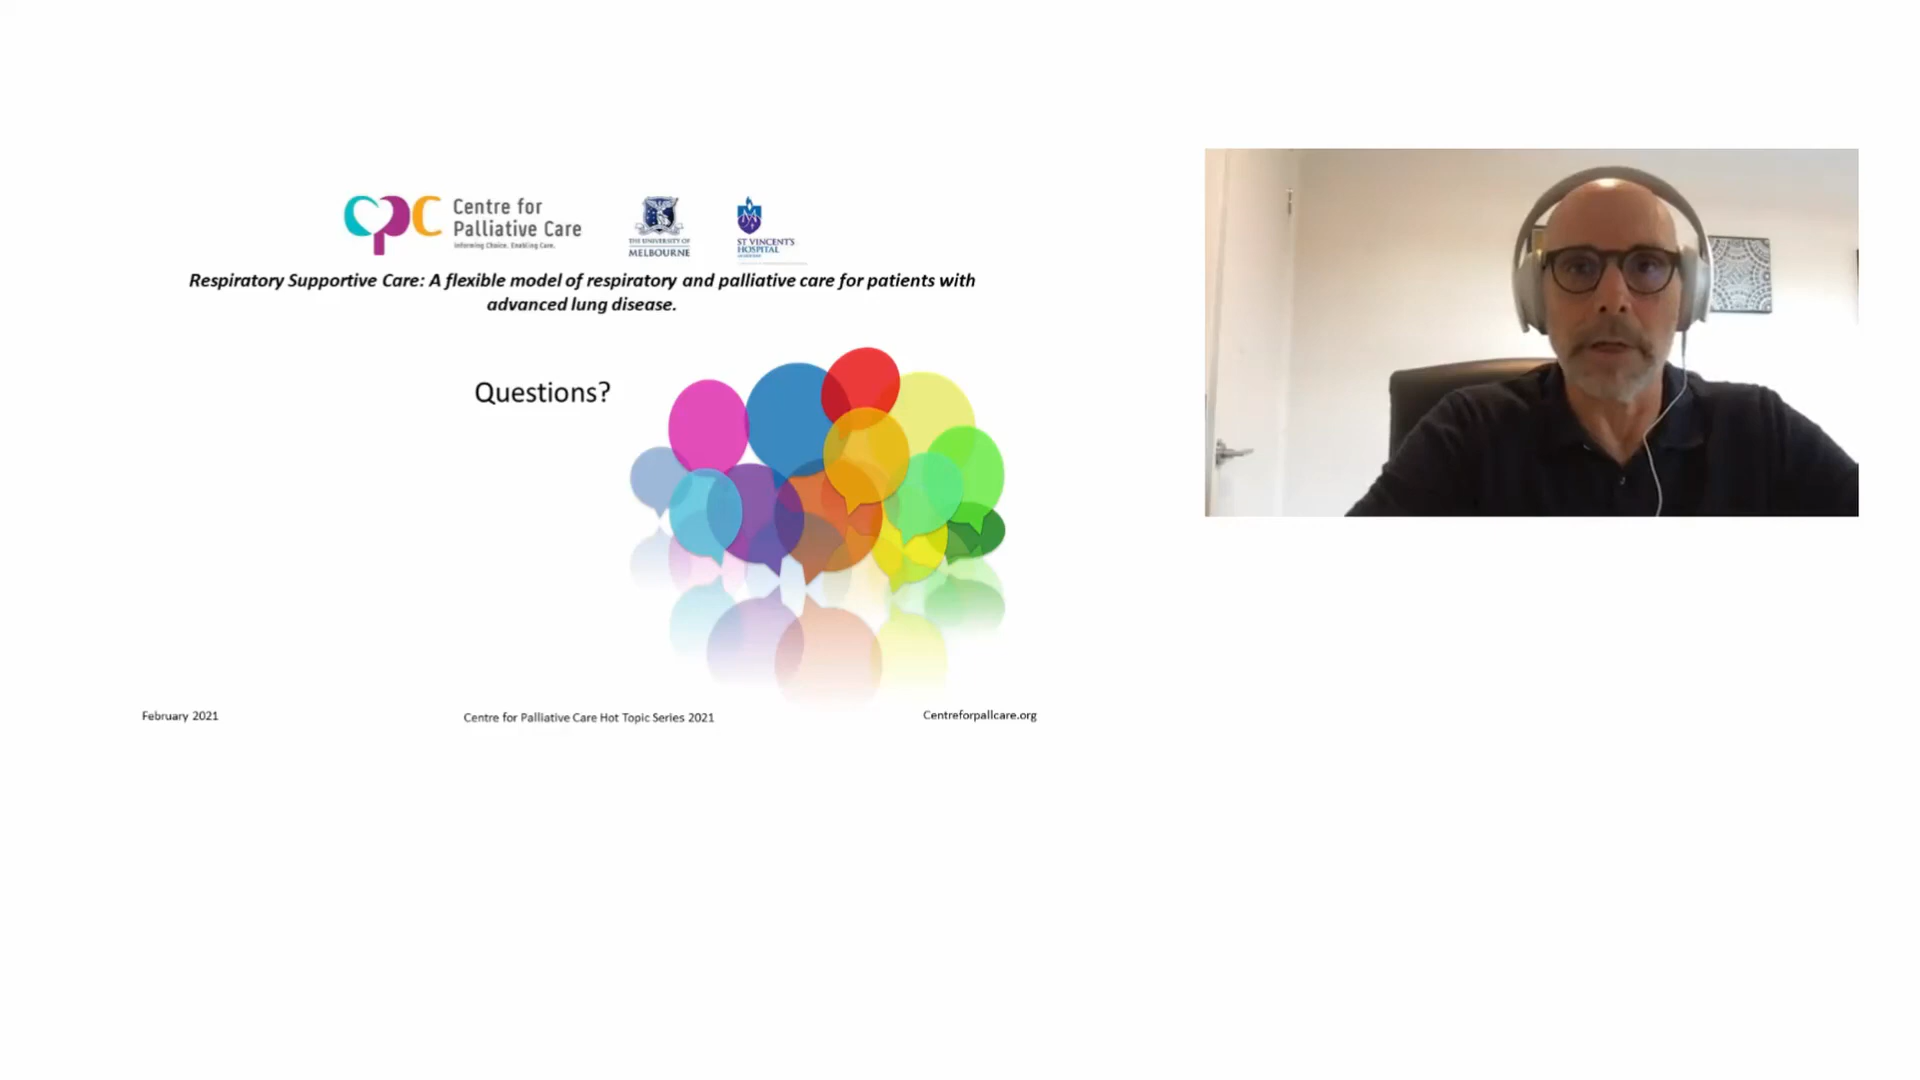 Centre for
Palliative Care
Informing Choice. Enabling Care.
THE UNIVERSITY OF
MELBOURNE
ST VINCENT'S
HOSPITAL
Respiratory Supportive Care: A flexible model of respiratory and palliative care for patients with
advanced lung disease.
Questions?
February 2021
Centre for Palliative Care Hot Topic Series 2021
Centreforpallcare.org